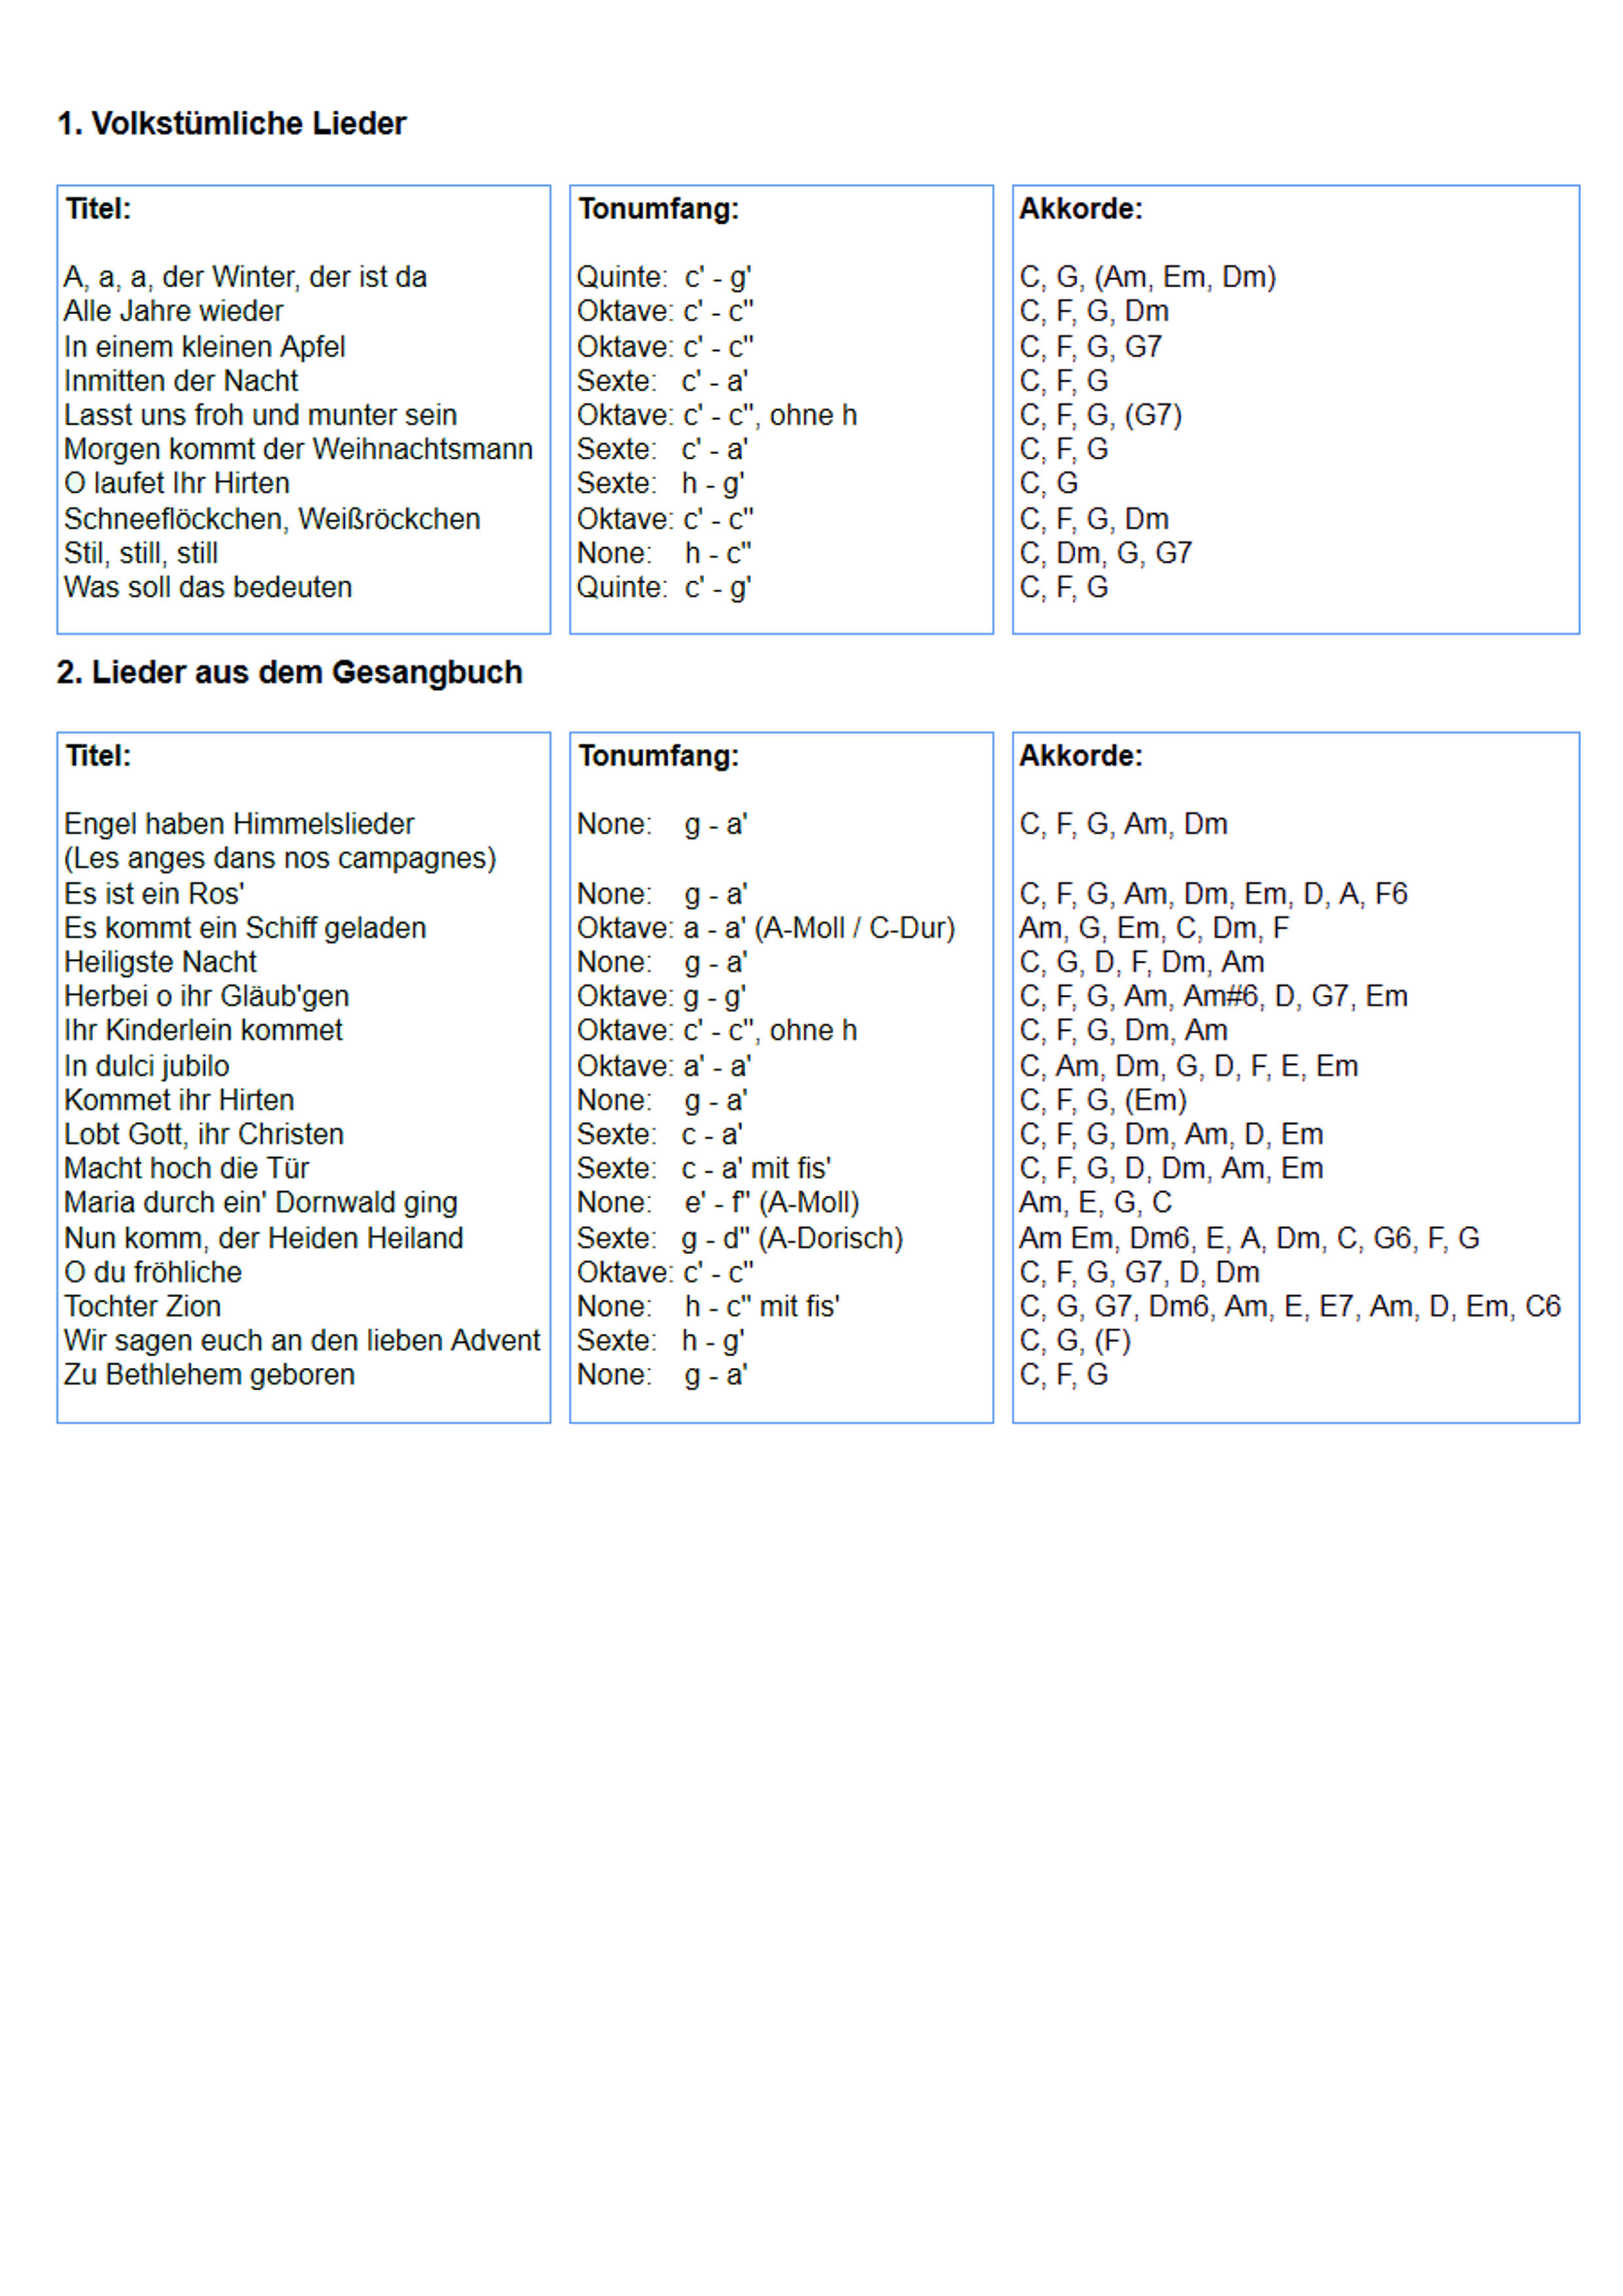 1. Volkstümliche Lieder
Titel: Tonumfang: Akkorde:
A, a, a, der Winter, der ist da Quinte: c' - g' C, G, (Am, Em, Dm)
Alle Jahre wieder Oktave: c' - c" C, F, G, Dm
In einem kleinen Apfel Oktave: c' - c" C, F, G, G7
Inmitten der Nacht Sexte: c' - a' C, F, G
Lasst uns froh und munter sein Oktave: c' - c", ohne h C, F, G, (G7)
Morgen kommt der Weihnachtsmann Sexte: c' - a' C, F, G
O laufet Ihr Hirten Sexte: h - g' C, G
Schneeflöckchen, Weißröckchen Oktave: c' - c" C, F, G, Dm
Stil, still, still None: h - c" C, Dm, G, G7
Was soll das bedeuten Quinte: c' - g' C, F, G
2. Lieder aus dem Gesangbuch
Titel: Tonumfang: Akkorde:
Engel haben Himmelslieder None: g - a' C, F, G, Am, Dm
(Les anges dans nos campagnes)
Es ist ein Ros' None: g - a' C, F, G, Am, Dm, Em, D, A, F6
Es kommt ein Schiff geladen Oktave: a - a' (A-Moll / C-Dur) Am, G, Em, C, Dm, F
Heiligste Nacht None: g - a' C, G, D, F, Dm, Am
Herbei o ihr Gläub'gen Oktave: g - g' C, F, G, Am, Am#6, D, G7, Em
Ihr Kinderlein kommet Oktave: c' - c", ohne h C, F, G, Dm, Am
In dulci jubilo Oktave: a' - a' C, Am, Dm, G, D, F, E, Em
Kommet ihr Hirten None: g - a' C, F, G, (Em)
Lobt Gott, ihr Christen Sexte: c - a' C, F, G, Dm, Am, D, Em
Macht hoch die Tür Sexte: c - a' mit fis' C, F, G, D, Dm, Am, Em
Maria durch ein' Dornwald ging None: e' - f" (A-Moll) Am, E, G, C
Nun komm, der Heiden Heiland Sexte: g - d" (A-Dorisch) Am Em, Dm6, E, A, Dm, C, G6, F, G
O du fröhliche Oktave: c' - c" C, F, G, G7, D, Dm
Tochter Zion None: h - c" mit fis' C, G, G7, Dm6, Am, E, E7, Am, D, Em, C6
Wir sagen euch an den lieben Advent Sexte: h - g' C, G, (F)
Zu Bethlehem geboren None: g - a' C, F, G